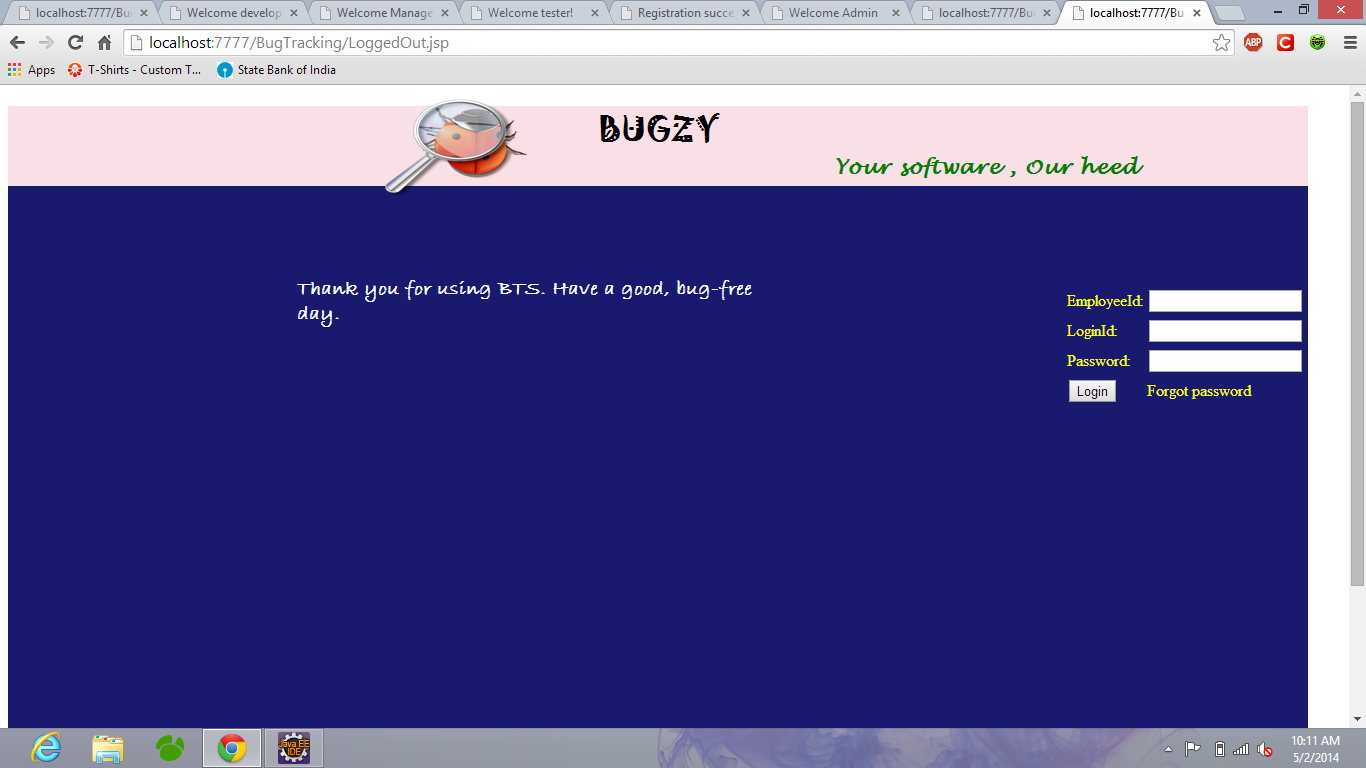 localhost:7777/Bu
Welcome develop
Welcome Manage
Welcome tester!
Registration succe
Welcome Admin
localhost:7777/Bu
localhost:7777/Bu
localhost:7777/BugTracking/LoggedOut.jsp
ABP
C
Apps
T-Shirts - Custom T...
State Bank of India
BUGZY
Your software , Our heed
Thank you for using BTS. Have a good, bug-free
day.
EmployeeId:
LoginId:
Password:
Login
Forgot password
Java EE
IDE
10:11 AM
5/2/2014